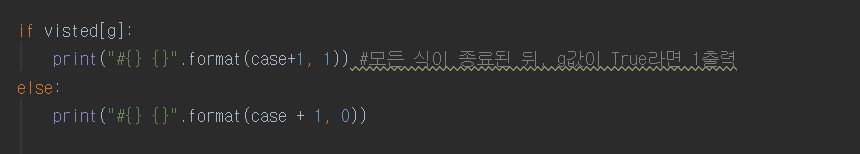 if visted[g]:
print("#{} {}".format(case+1, 1)) #모든 식이 종료된 뒤, g값이 True라면 1출력
else:
print("#{} {}".format(case + 1, 0))